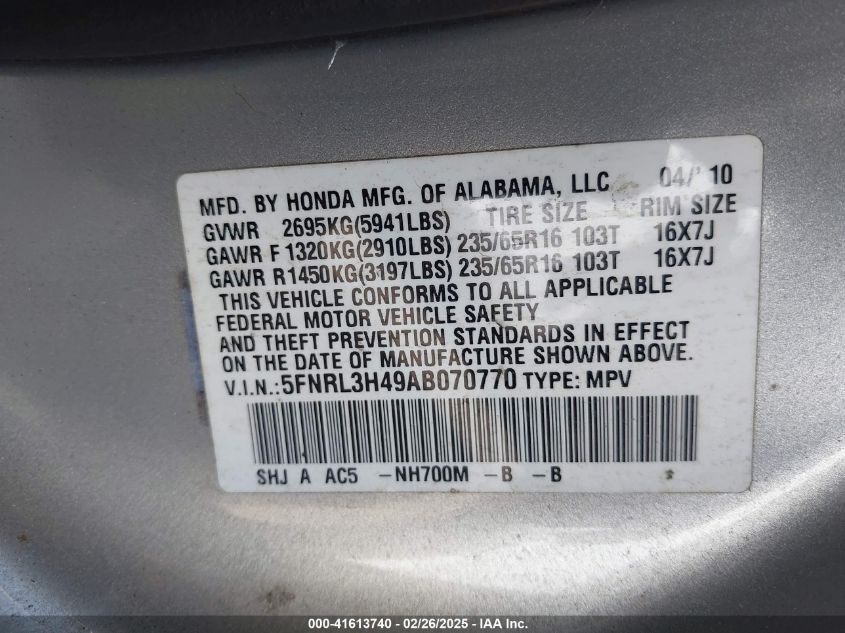 MFD. BY HONDA MFG. OF ALABAMA, LLC 04/'10
GVWR 2695KG(5941LBS) TIRE SIZE RIM SIZE
GAWR F 1320KG(2910LBS) 235/65R16 103T 16X7J
GAWR R1450KG(3197LBS) 235/65R16 103T 16X7J
THIS VEHICLE CONFORMS TO ALL APPLICABLE
FEDERAL MOTOR VEHICLE SAFETY
AND THEFT PREVENTION STANDARDS IN EFFECT
ON THE DATE OF MANUFACTURE SHOWN ABOVE.
V.I.N.:5FNRL3H49AB070770 TYPE: MPV
SHJ A AC5 -NH700M -B -B
000-41613740 - 02/26/2025 - IAA Inc.